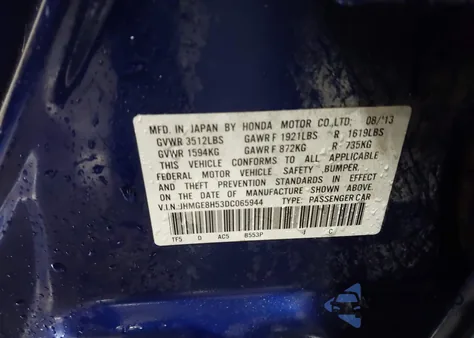 MFD. IN JAPAN BY HONDA MOTOR CO.,LTD. 08/'13
GVWR 3512LBS GAWR F 1921LBS R 1619LBS
GVWR 1594KG GAWR F 872KG R 735KG
THIS VEHICLE CONFORMS TO ALL APPLICABLE
FEDERAL MOTOR VEHICLE SAFETY, BUMPER,
AND THEFT PREVENTION STANDARDS IN EFFECT ON
THE DATE OF MANUFACTURE SHOWN ABOVE.
V.I.N. JHMGE8H53DC065944 TYPE: PASSENGER CAR
TF5 D AC5 B553P F C